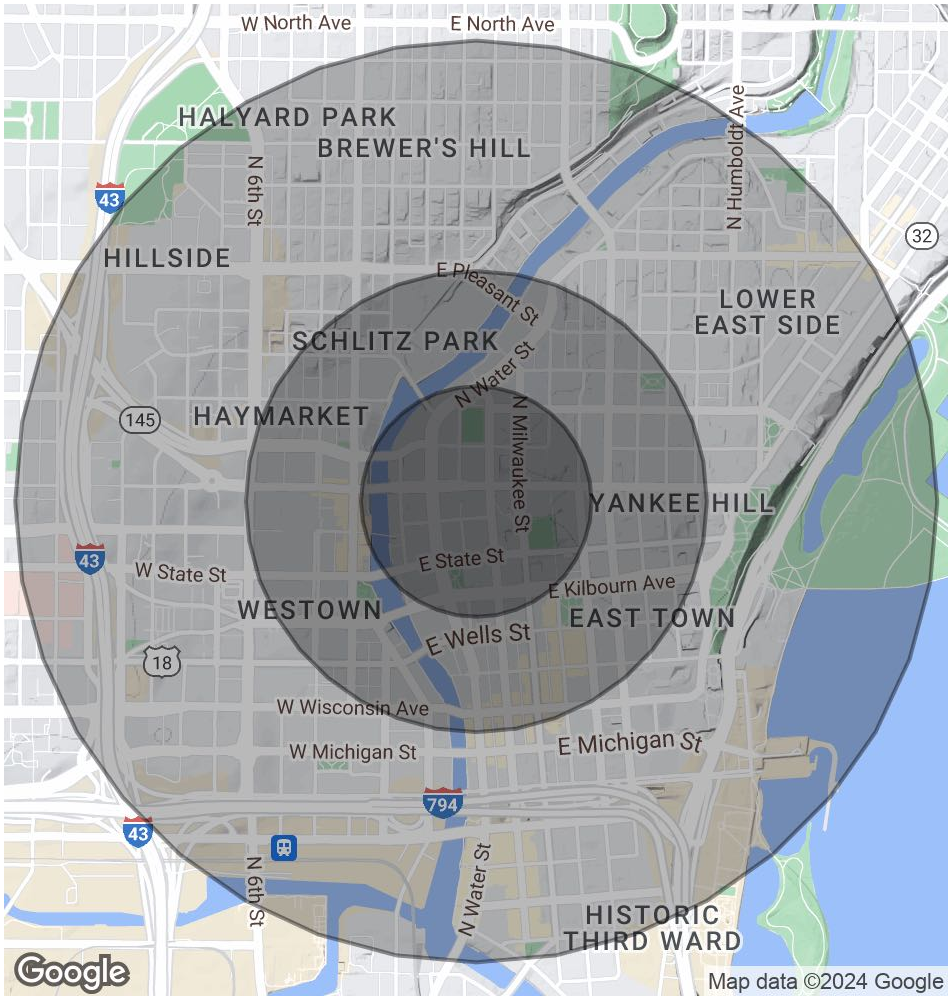 W North Ave
E North Ave
HALYARD PARK
BREWER'S HILL
N Humboldt Ave
N 6th St
43
32
HILLSIDE
E Pleasant St
LOWER
EAST SIDE
SCHLITZ PARK
N Water St
145
HAYMARKET
N Milwaukee St
YANKEE HILL
43
W State St
E State St
E Kilbourn Ave
WESTOWN
EAST TOWN
E Wells St
18
W Wisconsin Ave
W Michigan St
E Michigan St
794
43
N 6th St
N Water St
HISTORIC
THIRD WARD
Google
Map data ©2024 Google